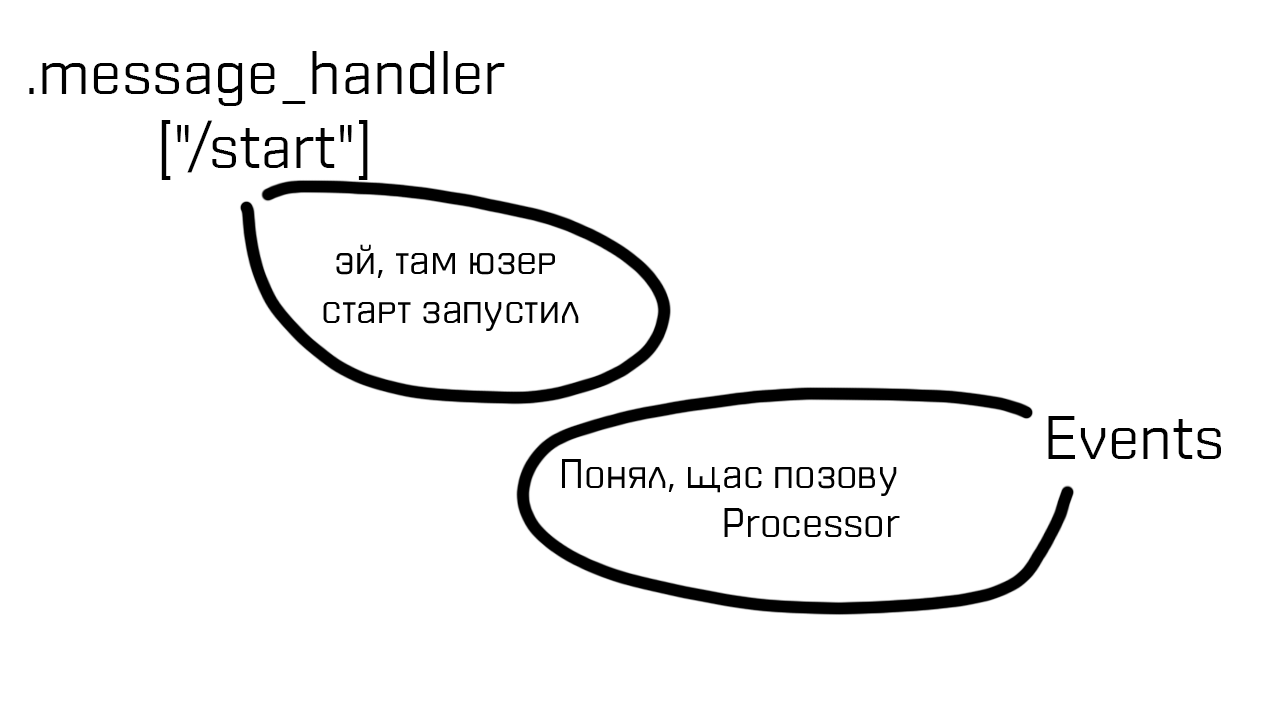 .message_handler
["/start"]
эй, там юзер
старт запустил
Events
Понял, щас позову
Processor